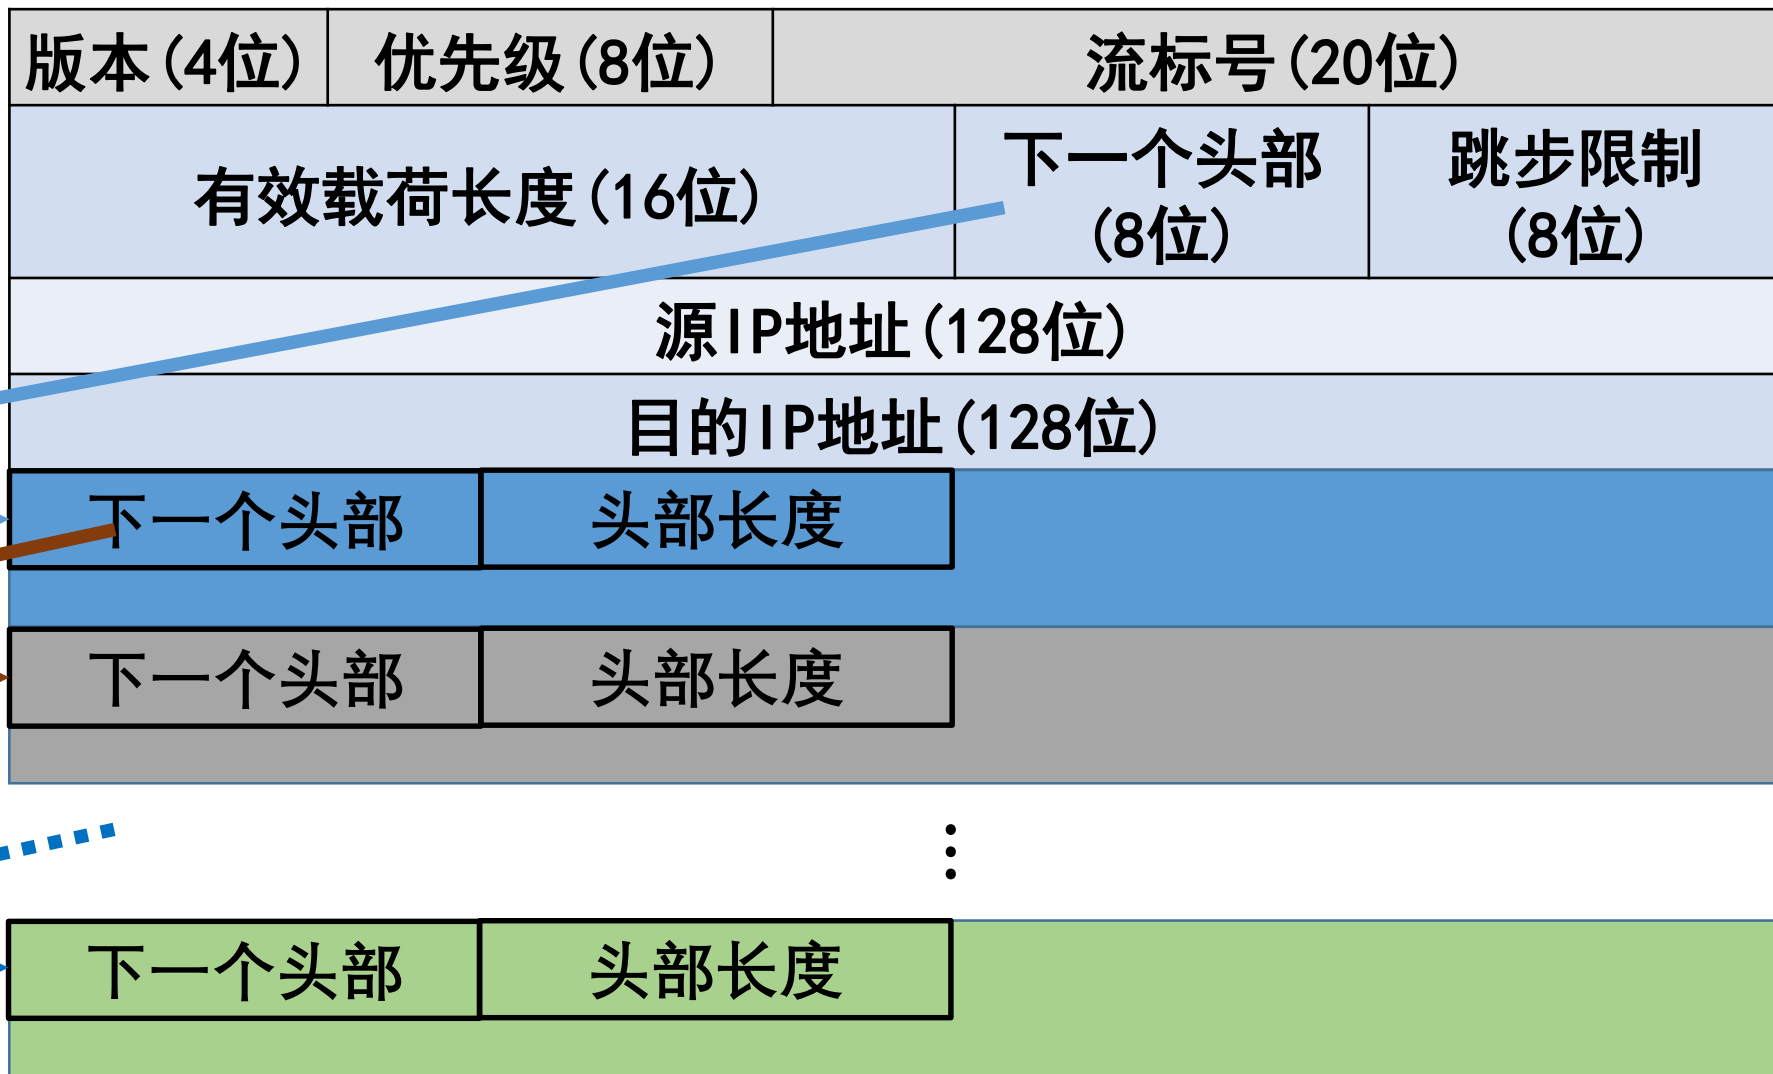 版本(4位) 优先级(8位) 流标号(20位)
有效载荷长度(16位) 下一个头部 跳步限制
(8位) (8位)
源IP地址(128位)
目的IP地址(128位)
下一个头部 头部长度
下一个头部 头部长度
⋮
下一个头部 头部长度